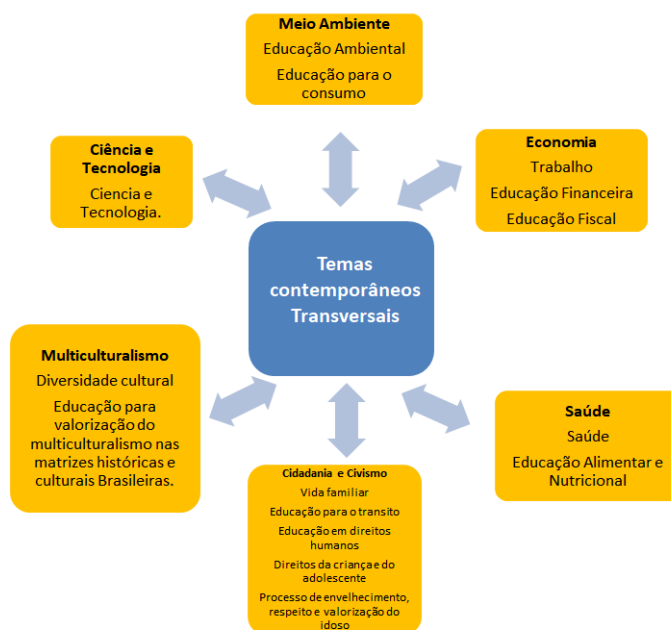 Meio Ambiente
Educação Ambiental
Educação para o
consumo
Ciência e
Tecnologia
Ciencia e
Tecnologia.
Economia
Trabalho
Educação Financeira
Educação Fiscal
Temas
contemporâneos
Transversais
Multiculturalismo
Diversidade cultural
Educação para
valorização do
multiculturalismo nas
matrizes históricas e
culturais Brasileiras.
Saúde
Saúde
Educação Alimentar e
Nutricional
Cidadania e Civismo
Vida familiar
Educação para o transito
Educação em direitos
humanos
Direitos da criança e do
adolescente
Processo de envelhecimento,
respeito e valorização do
idoso